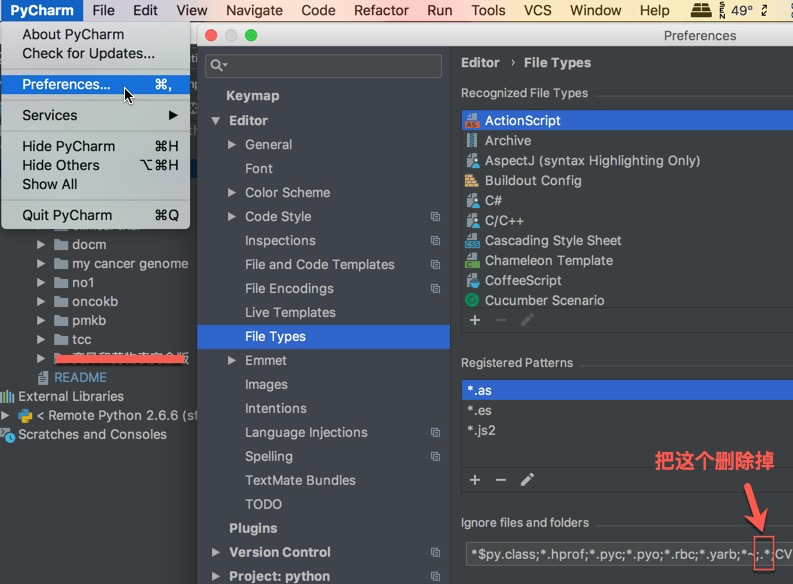 PyCharm File Edit View Navigate Code Refactor Run Tools VCS Window Help 49°
About PyCharm
Check for Updates...
Preferences... ⌘,
Services ▶
Hide PyCharm ⌘H
Hide Others ⌥⌘H
Show All
Quit PyCharm ⌘Q
docm
my cancer genome
no1
oncokb
pmkb
tcc
README
External Libraries
< Remote Python 2.6.6 (sf
Scratches and Consoles
Preferences
Keymap
Editor
General
Font
Color Scheme
Code Style
Inspections
File and Code Templates
File Encodings
Live Templates
File Types
Emmet
Images
Intentions
Language Injections
Spelling
TextMate Bundles
TODO
Plugins
Version Control
Project: python
Editor › File Types
Recognized File Types
ActionScript
Archive
AspectJ (syntax Highlighting Only)
Buildout Config
C#
C/C++
Cascading Style Sheet
Chameleon Template
CoffeeScript
Cucumber Scenario
Registered Patterns
*.as
*.es
*.js2
把这个删除掉
Ignore files and folders
*$py.class;*.hprof;*.pyc;*.pyo;*.rbc;*.yarb;*~;.*;CV